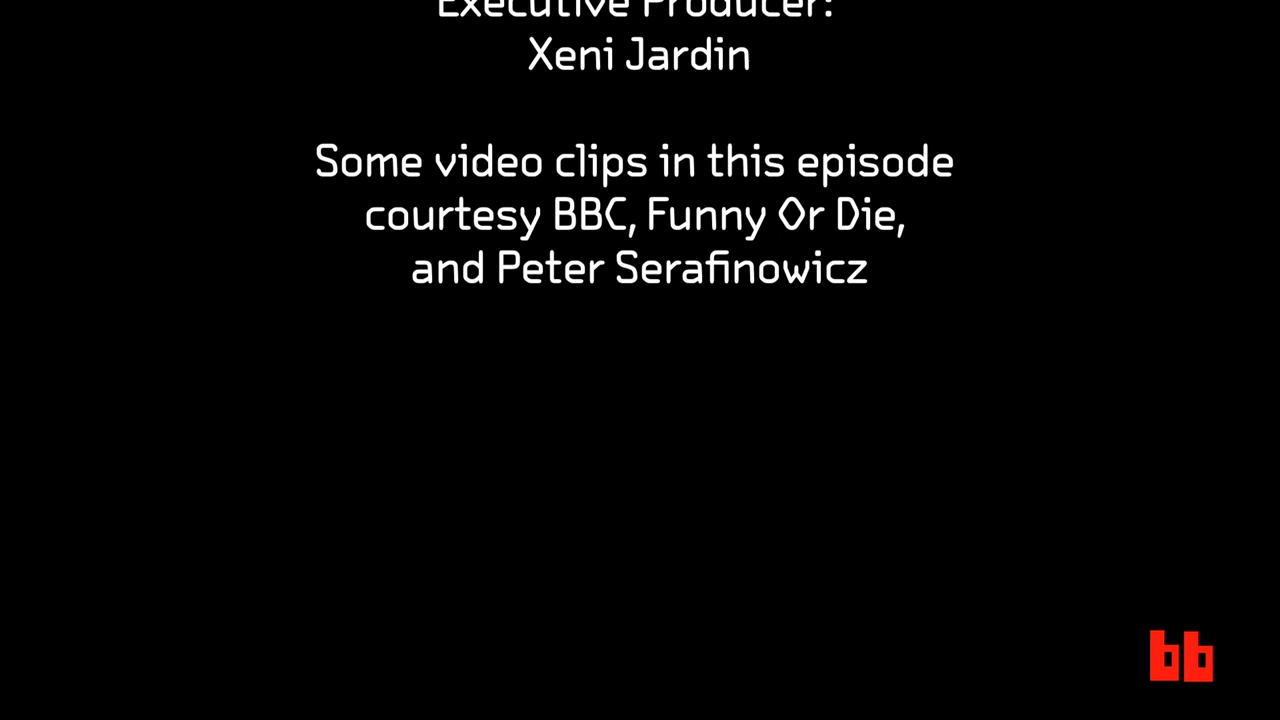 Executive Producer:
Xeni Jardin
Some video clips in this episode
courtesy BBC, Funny Or Die,
and Peter Serafinowicz
bb